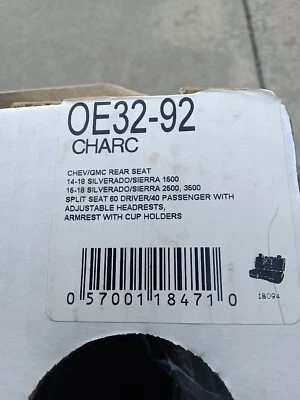 OE32-92
CHARC
CHEV/GMC REAR SEAT
14-18 SILVERADO/SIERRA 1500
15-18 SILVERADO/SIERRA 2500, 3500
SPLIT SEAT 60 DRIVER/40 PASSENGER WITH
ADJUSTABLE HEADRESTS,
ARMREST WITH CUP HOLDERS
0 57001 18471 0
18094